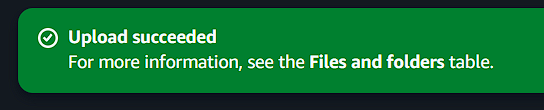 Upload succeeded
For more information, see the Files and folders table.